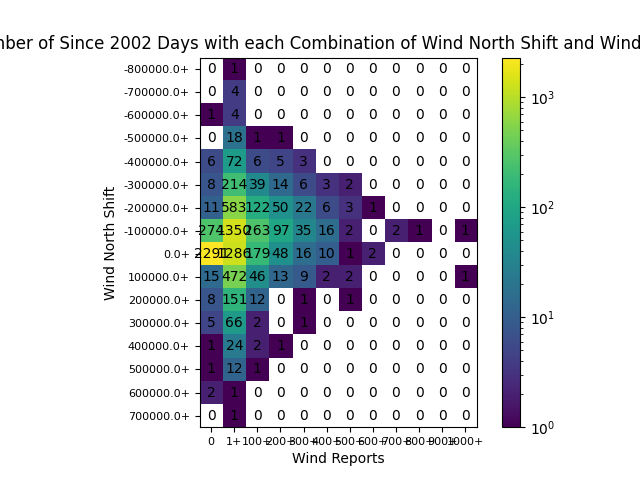 nber of Since 2002 Days with each Combination of Wind North Shift and Wind
-800000.0+ 0 1 0 0 0 0 0 0 0 0 0 0
-700000.0+ 0 4 0 0 0 0 0 0 0 0 0 0
-600000.0+ 1 4 0 0 0 0 0 0 0 0 0 0
-500000.0+ 0 18 1 1 0 0 0 0 0 0 0 0
-400000.0+ 6 72 6 5 3 0 0 0 0 0 0 0
-300000.0+ 8 214 39 14 6 3 2 0 0 0 0 0
-200000.0+ 11 583 122 50 22 6 3 1 0 0 0 0
-100000.0+ 274 1350 263 97 35 16 2 0 2 1 0 1
0.0+ 2291 1286 179 48 16 10 1 2 0 0 0 0
100000.0+ 15 472 46 13 9 2 2 0 0 0 0 1
200000.0+ 8 151 12 0 1 0 1 0 0 0 0 0
300000.0+ 5 66 2 0 1 0 0 0 0 0 0 0
400000.0+ 1 24 2 1 0 0 0 0 0 0 0 0
500000.0+ 1 12 1 0 0 0 0 0 0 0 0 0
600000.0+ 2 1 0 0 0 0 0 0 0 0 0 0
700000.0+ 0 1 0 0 0 0 0 0 0 0 0 0
0 1+ 100+ 200+ 300+ 400+ 500+ 600+ 700+ 800+ 900+ 1000+
Wind Reports
Wind North Shift
10³
10²
10¹
10⁰